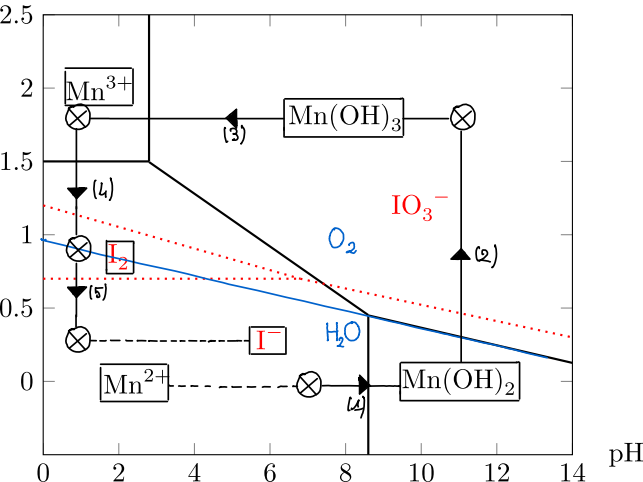 2.5
Mn³⁺
2
Mn(OH)₃
(3)
1.5
(4)
IO₃⁻
O₂
1
I₂
(2)
(5)
0.5
H₂O
I⁻
Mn²⁺
Mn(OH)₂
0
(1)
0 2 4 6 8 10 12 14 pH